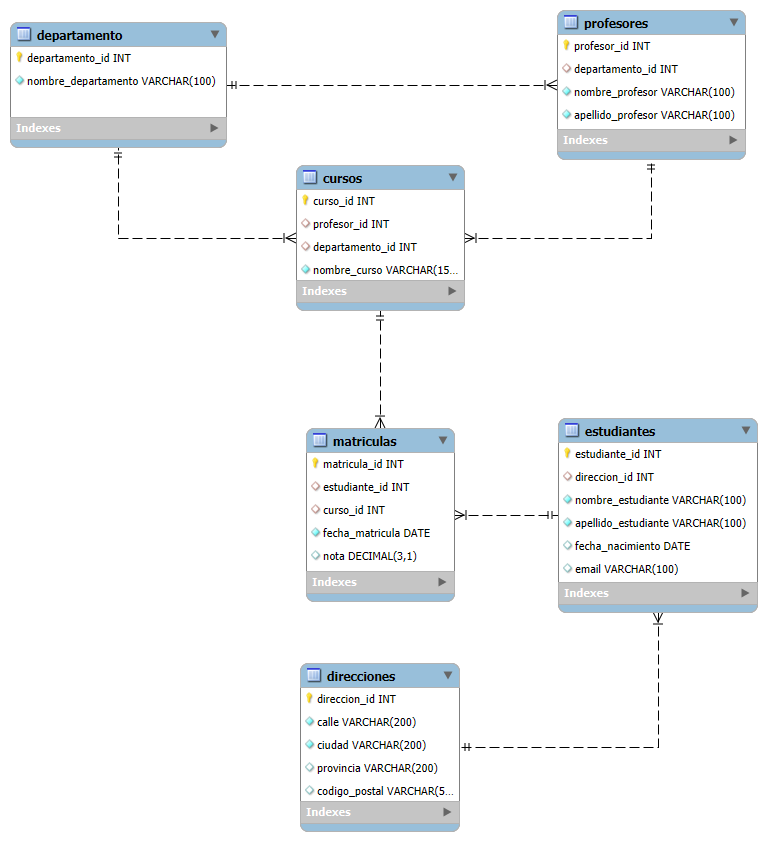 departamento
departamento_id INT
nombre_departamento VARCHAR(100)
Indexes
profesores
profesor_id INT
departamento_id INT
nombre_profesor VARCHAR(100)
apellido_profesor VARCHAR(100)
Indexes
cursos
curso_id INT
profesor_id INT
departamento_id INT
nombre_curso VARCHAR(15...
Indexes
matriculas
matricula_id INT
estudiante_id INT
curso_id INT
fecha_matricula DATE
nota DECIMAL(3,1)
Indexes
estudiantes
estudiante_id INT
direccion_id INT
nombre_estudiante VARCHAR(100)
apellido_estudiante VARCHAR(100)
fecha_nacimiento DATE
email VARCHAR(100)
Indexes
direcciones
direccion_id INT
calle VARCHAR(200)
ciudad VARCHAR(200)
provincia VARCHAR(200)
codigo_postal VARCHAR(5...
Indexes